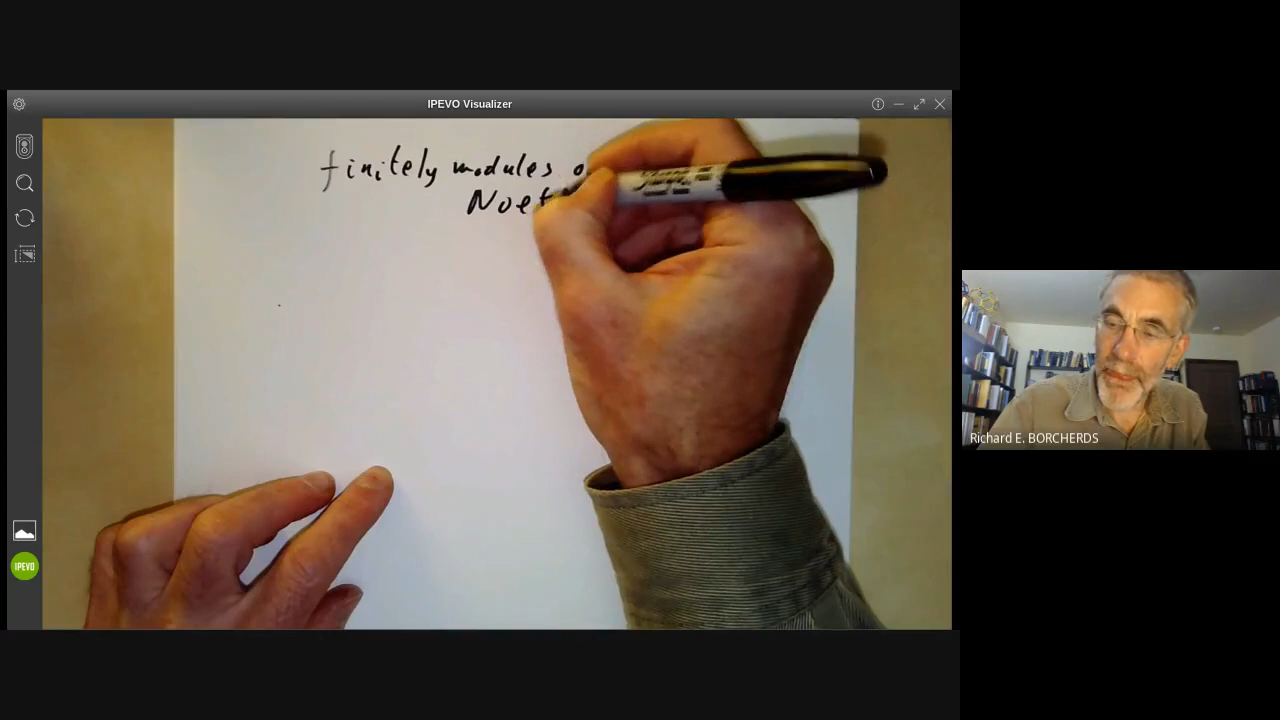 IPEVO Visualizer
finitely modules o
Noet
IPEVO
Richard E. BORCHERDS